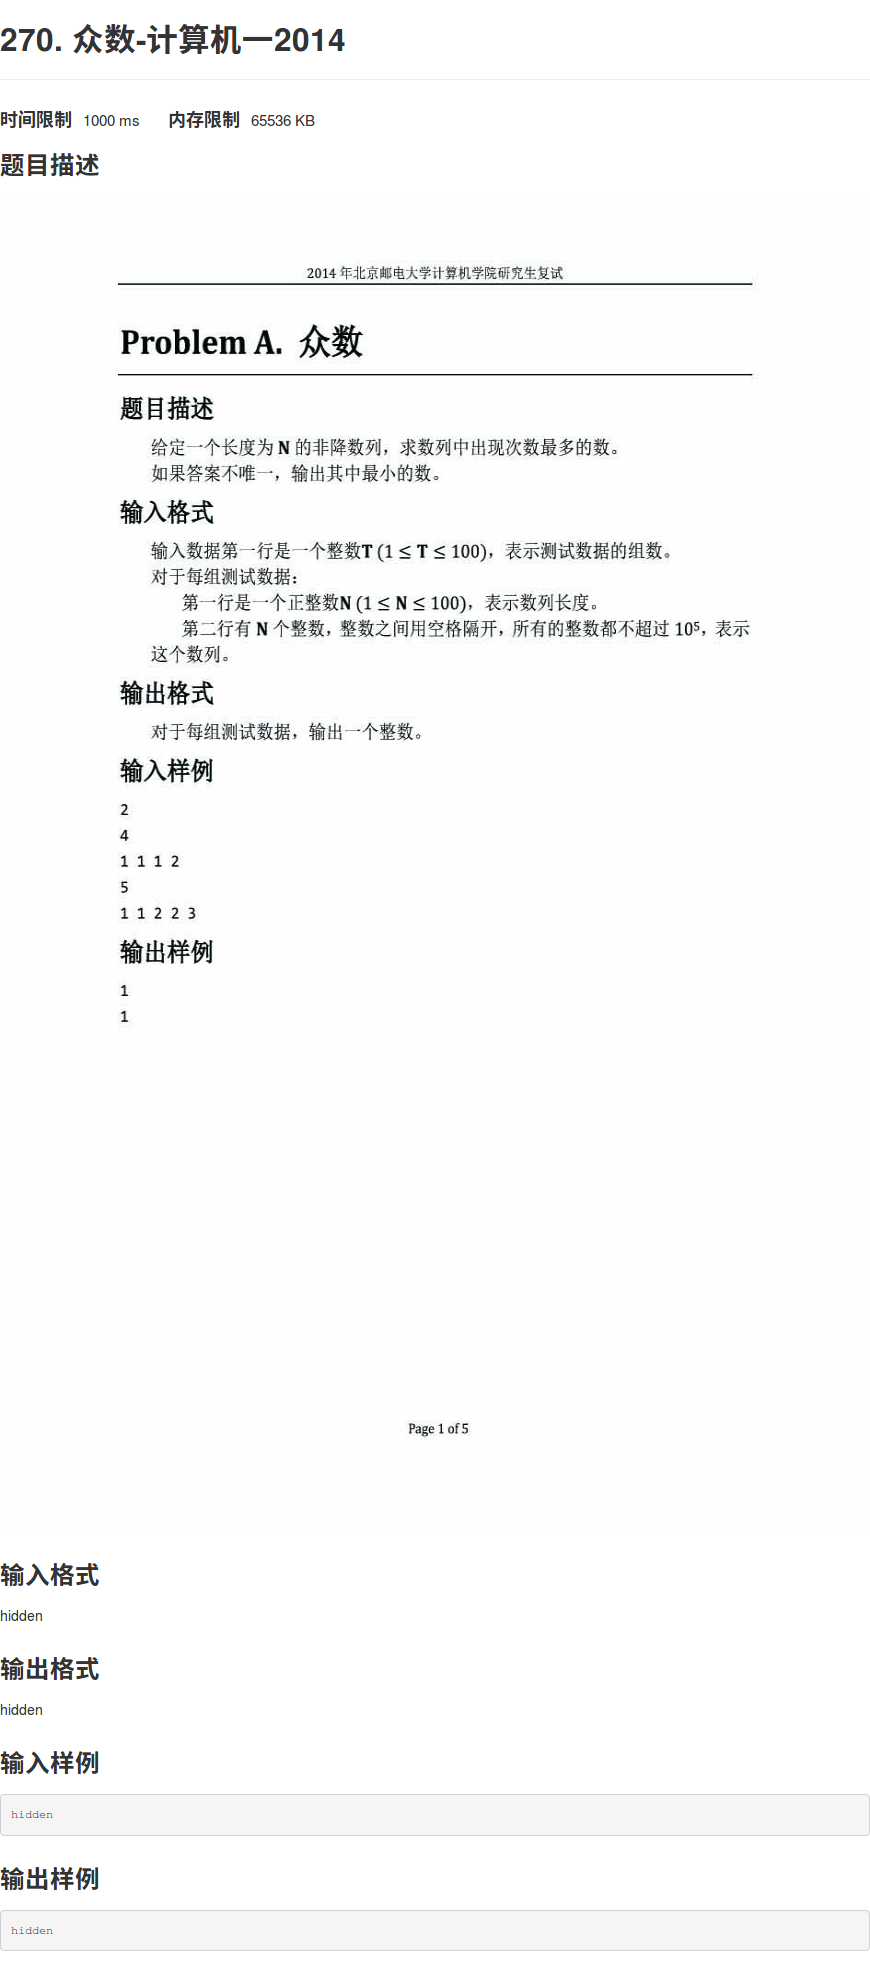 270. 众数-计算机一2014
时间限制 1000 ms 内存限制 65536 KB
题目描述
2014 年北京邮电大学计算机学院研究生复试
Problem A. 众数
题目描述
给定一个长度为 N 的非降数列，求数列中出现次数最多的数。
如果答案不唯一，输出其中最小的数。
输入格式
输入数据第一行是一个整数T (1 ≤ T ≤ 100)，表示测试数据的组数。
对于每组测试数据：
第一行是一个正整数N (1 ≤ N ≤ 100)，表示数列长度。
第二行有 N 个整数，整数之间用空格隔开，所有的整数都不超过 10⁵，表示
这个数列。
输出格式
对于每组测试数据，输出一个整数。
输入样例
2
4
1 1 1 2
5
1 1 2 2 3
输出样例
1
1
Page 1 of 5
输入格式
hidden
输出格式
hidden
输入样例
hidden
输出样例
hidden